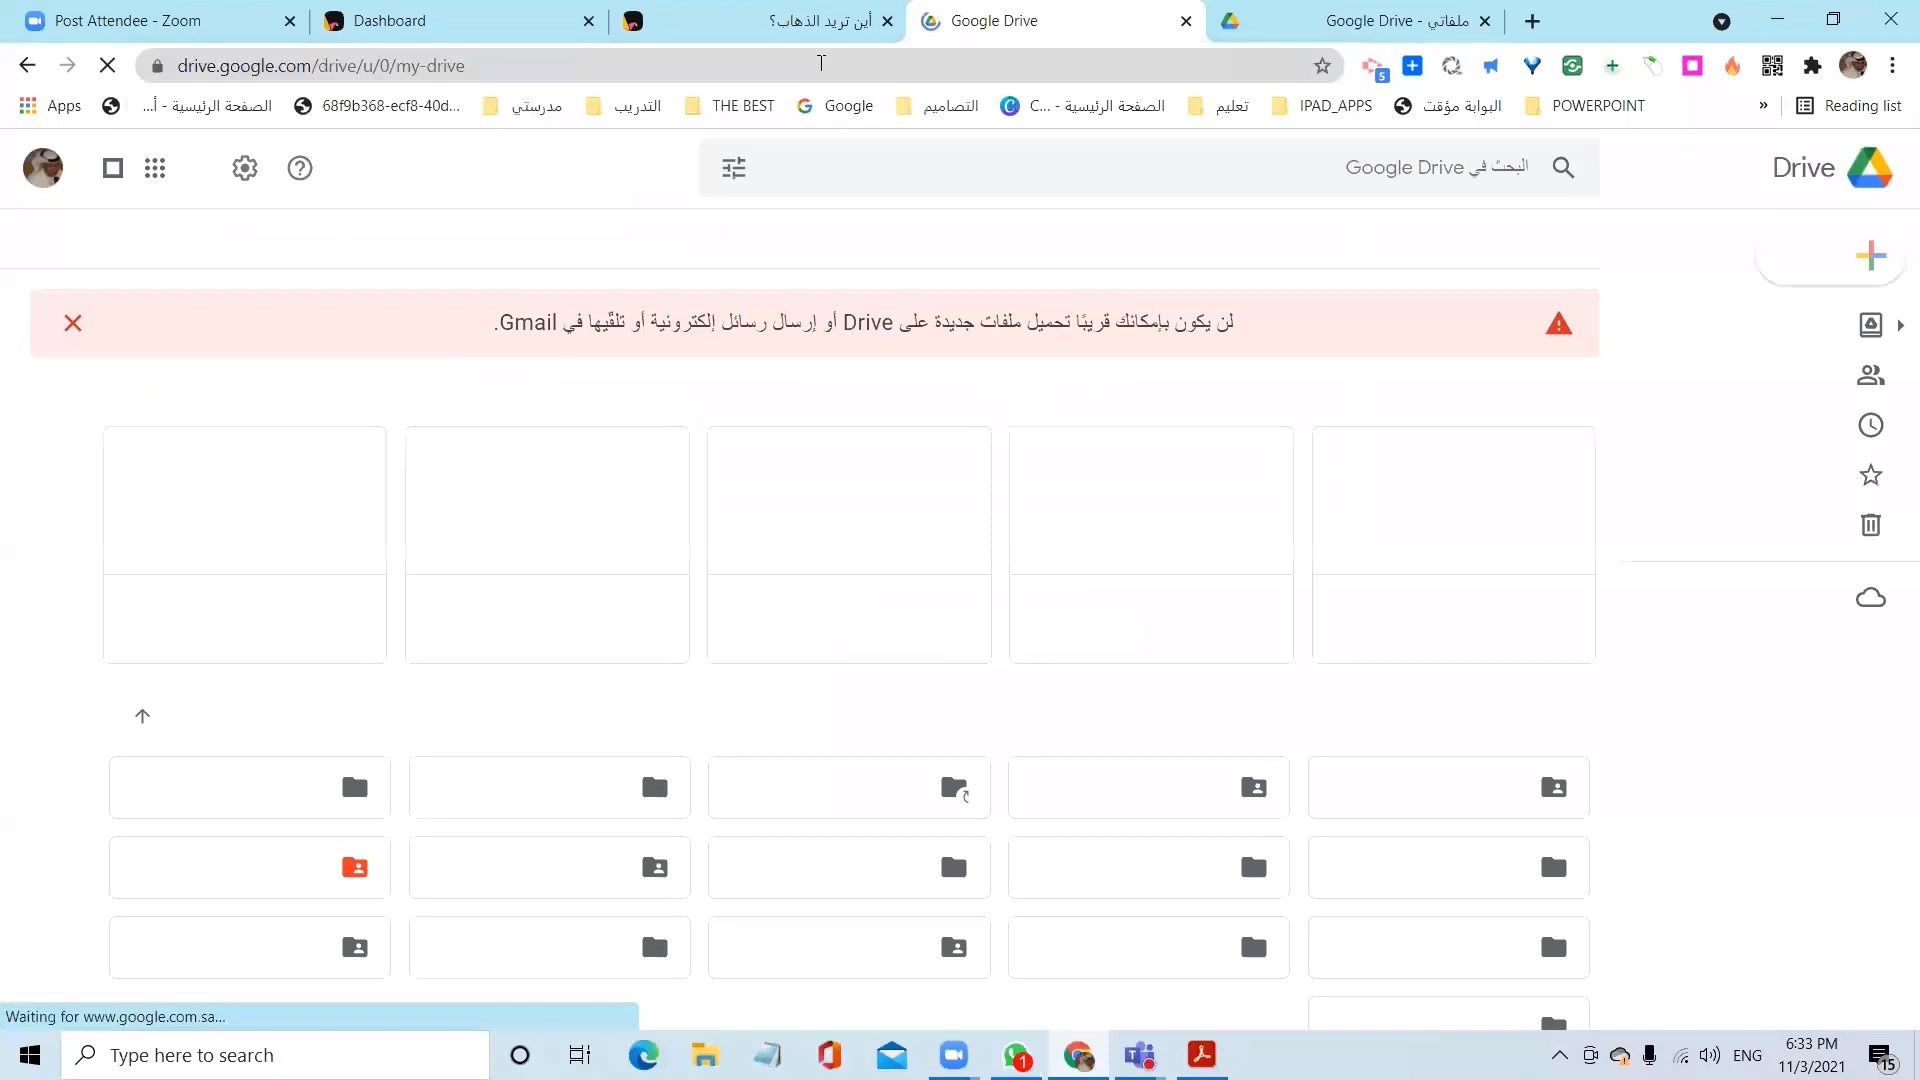 Post Attendee - Zoom
Dashboard
أين تريد الذهاب؟
Google Drive
ملفاتي - Google Drive
drive.google.com/drive/u/0/my-drive
5
Apps
الصفحة الرئيسية - أ...
68f9b368-ecf8-40d...
مدرستي
التدريب
THE BEST
Google
التصاميم
الصفحة الرئيسية - C...
تعليم
IPAD_APPS
البوابة مؤقت
POWERPOINT
»
Reading list
البحث في Google Drive
Drive
لن يكون بإمكانك قريبًا تحميل ملفات جديدة على Drive أو إرسال رسائل إلكترونية أو تلقّيها في Gmail.
Waiting for www.google.com.sa...
Type here to search
1
ENG
6:33 PM
11/3/2021
15